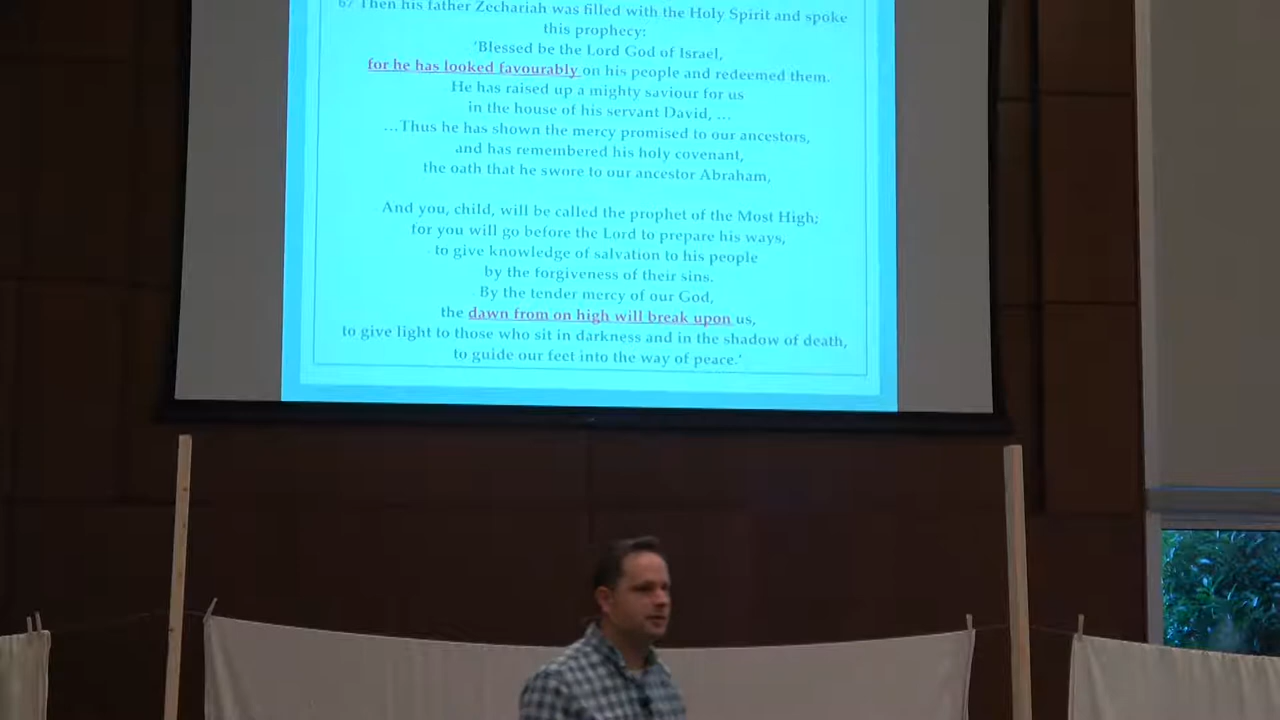 67 Then his father Zechariah was filled with the Holy Spirit and spoke
this prophecy:
'Blessed be the Lord God of Israel,
for he has looked favourably on his people and redeemed them.
He has raised up a mighty saviour for us
in the house of his servant David, …
…Thus he has shown the mercy promised to our ancestors,
and has remembered his holy covenant,
the oath that he swore to our ancestor Abraham,
And you, child, will be called the prophet of the Most High;
for you will go before the Lord to prepare his ways,
to give knowledge of salvation to his people
by the forgiveness of their sins.
By the tender mercy of our God,
the dawn from on high will break upon us,
to give light to those who sit in darkness and in the shadow of death,
to guide our feet into the way of peace.'